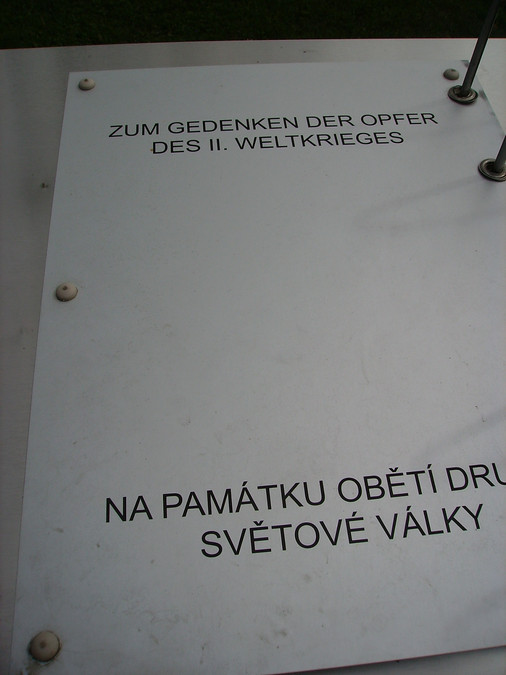 ZUM GEDENKEN DER OPFER
DES II. WELTKRIEGES
NA PAMÁTKU OBĚTÍ DRU
SVĚTOVÉ VÁLKY